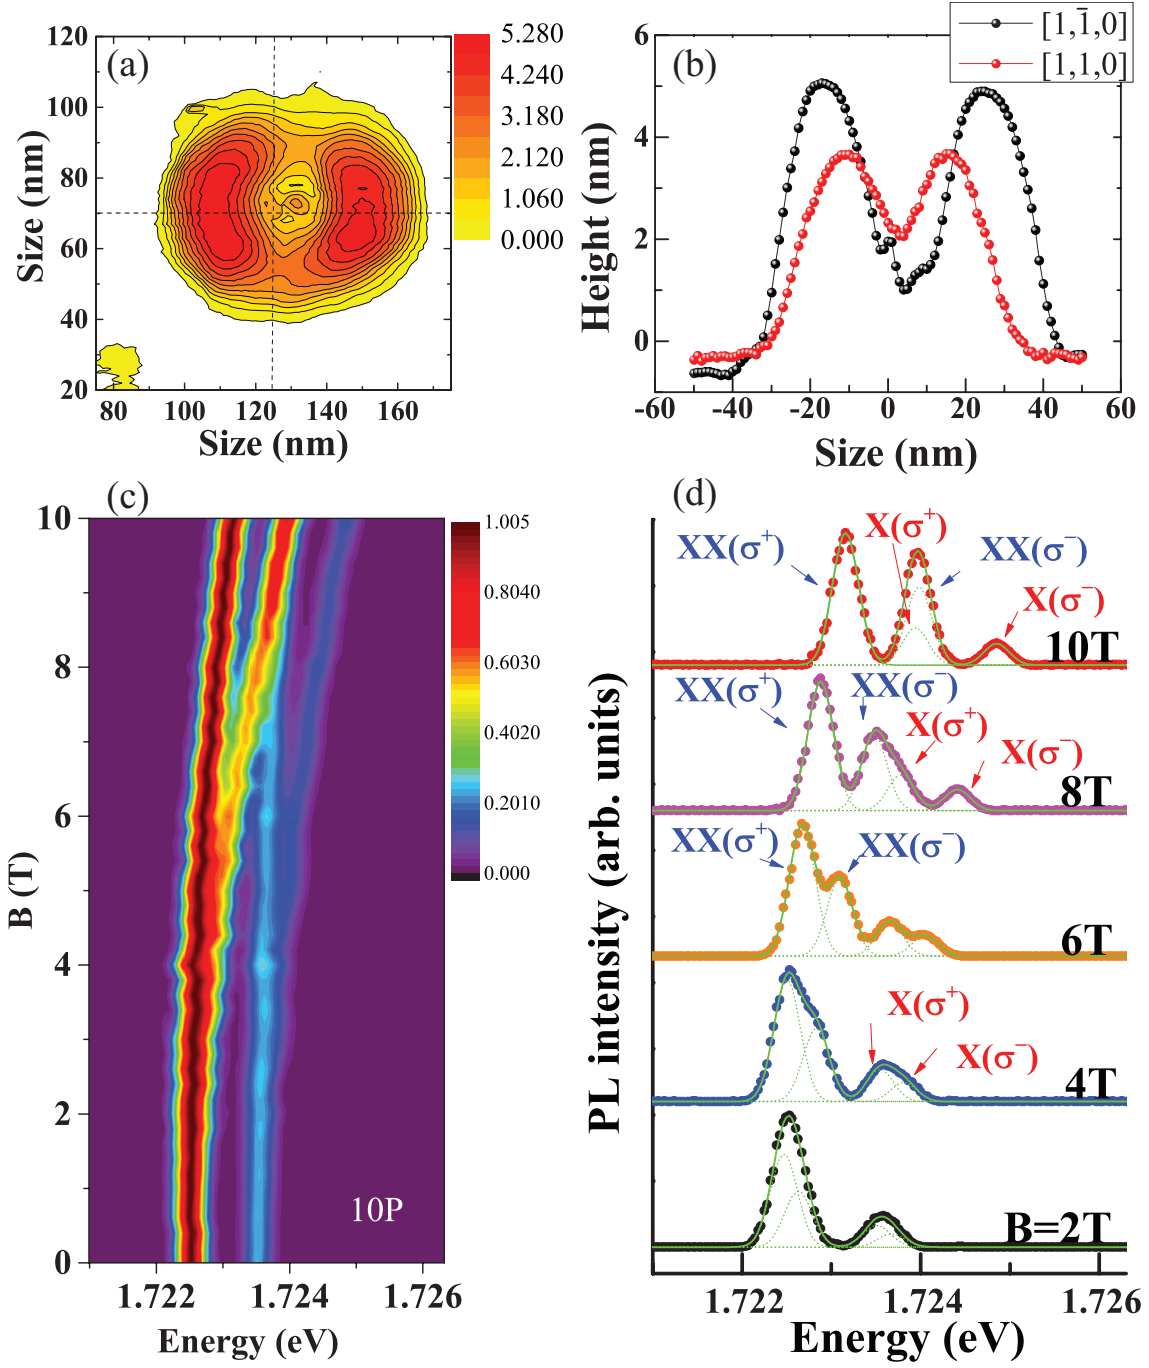 (a)
120
100
80
60
40
20
80
100
120
140
160
Size (nm)
Size (nm)
5.280
4.240
3.180
2.120
1.060
0.000
(b)
[1,1̄,0]
[1,1,0]
6
4
2
0
-60
-40
-20
0
20
40
60
Height (nm)
Size (nm)
(c)
10
8
6
4
2
0
B (T)
1.722
1.724
1.726
Energy (eV)
10P
1.005
0.8040
0.6030
0.4020
0.2010
0.000
(d)
XX(σ⁺)
X(σ⁺)
XX(σ⁻)
X(σ⁻)
10T
XX(σ⁺)
XX(σ⁻)
X(σ⁺)
X(σ⁻)
8T
XX(σ⁺)
XX(σ⁻)
6T
X(σ⁺)
X(σ⁻)
4T
B=2T
PL intensity (arb. units)
1.722
1.724
1.726
Energy (eV)